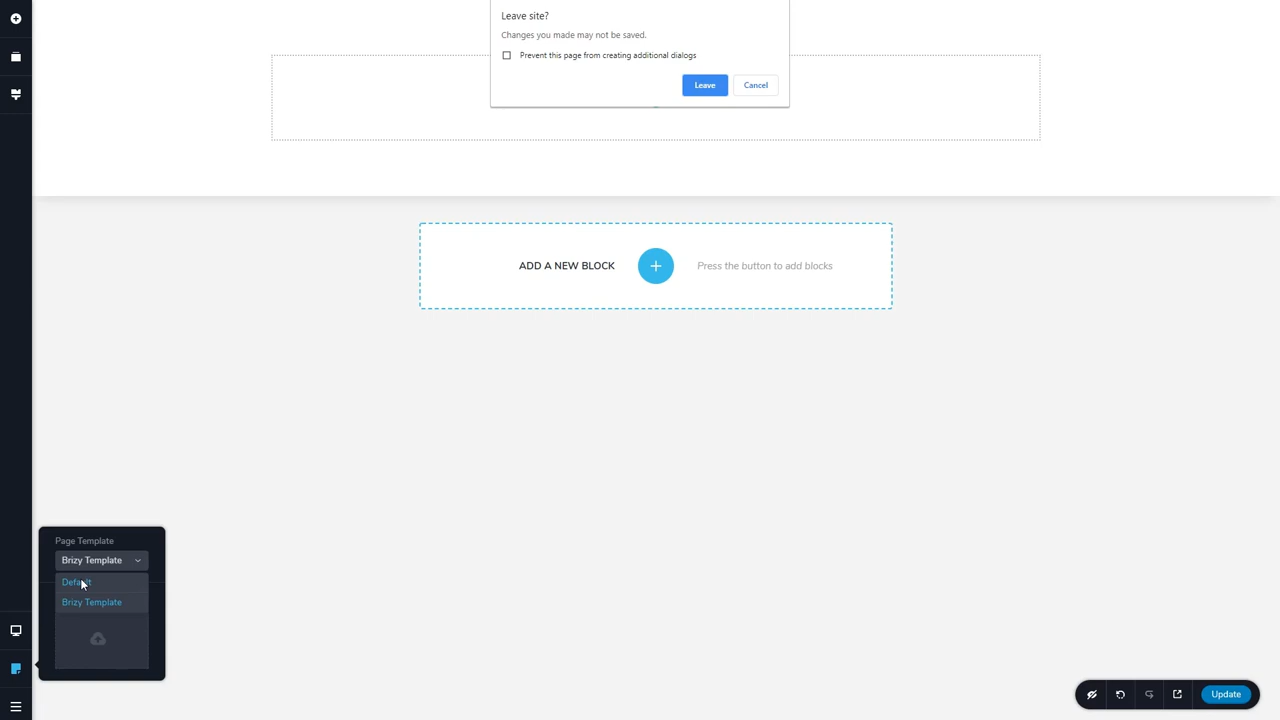 Leave site?
Changes you made may not be saved.
Prevent this page from creating additional dialogs
Leave
Cancel
ADD A NEW BLOCK
Press the button to add blocks
Page Template
Brizy Template
Default
Brizy Template
Update